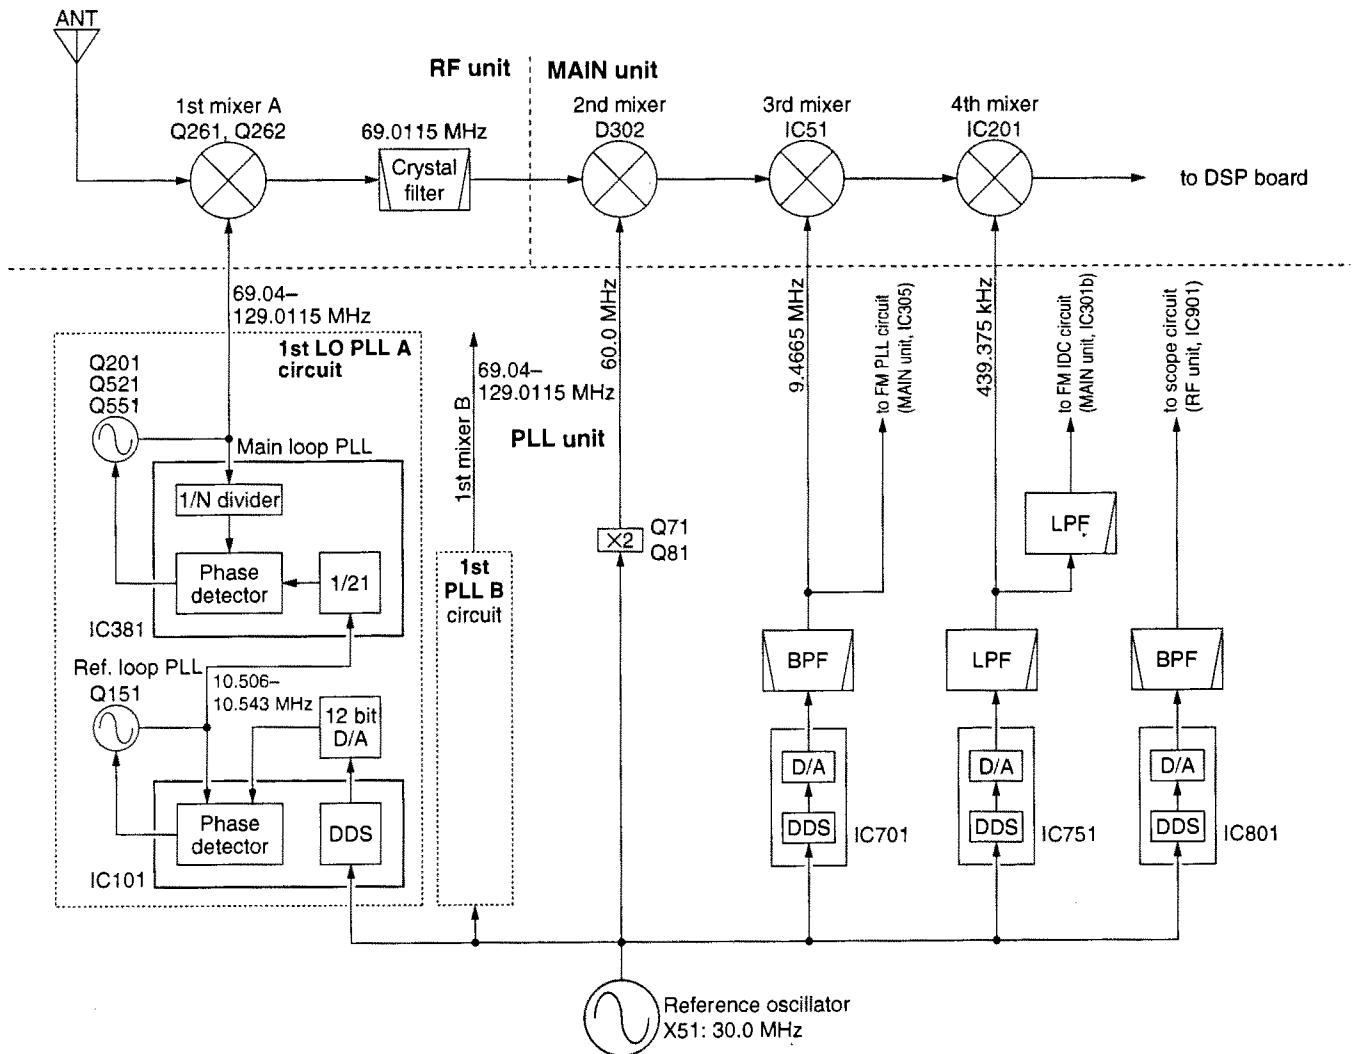 ANT
RF unit
MAIN unit
1st mixer A
Q261, Q262
69.0115 MHz
Crystal
filter
2nd mixer
D302
3rd mixer
IC51
4th mixer
IC201
to DSP board
69.04–
129.0115 MHz
1st LO PLL A
circuit
Q201
Q521
Q551
Main loop PLL
1/N divider
Phase
detector
1/21
IC381
Ref. loop PLL
Q151
10.506–
10.543 MHz
12 bit
D/A
Phase
detector
DDS
IC101
1st mixer B
69.04–
129.0115 MHz
PLL unit
1st
PLL B
circuit
60.0 MHz
X2
Q71
Q81
9.4665 MHz
to FM PLL circuit
(MAIN unit, IC305)
BPF
D/A
DDS
IC701
439.375 kHz
to FM IDC circuit
(MAIN unit, IC301b)
LPF
LPF
D/A
DDS
IC751
to scope circuit
(RF unit, IC901)
BPF
D/A
DDS
IC801
Reference oscillator
X51: 30.0 MHz